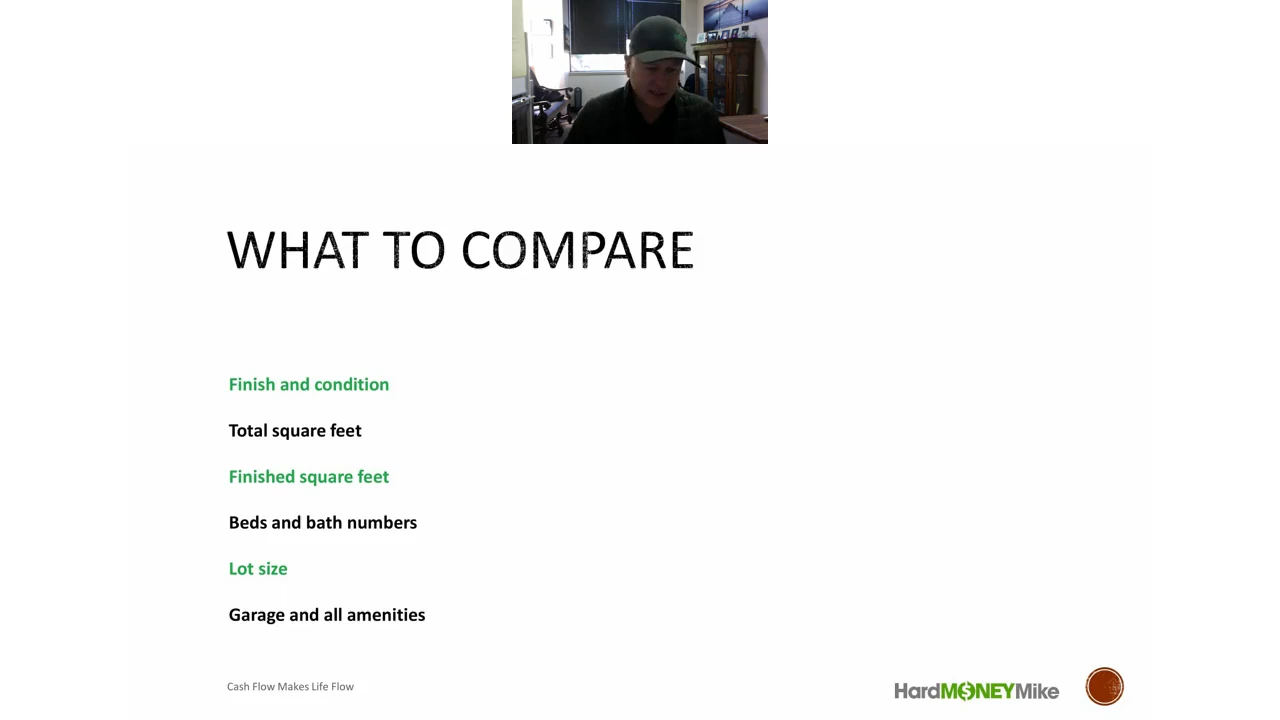 WHAT TO COMPARE
Finish and condition
Total square feet
Finished square feet
Beds and bath numbers
Lot size
Garage and all amenities
Cash Flow Makes Life Flow
HardMONEYMike